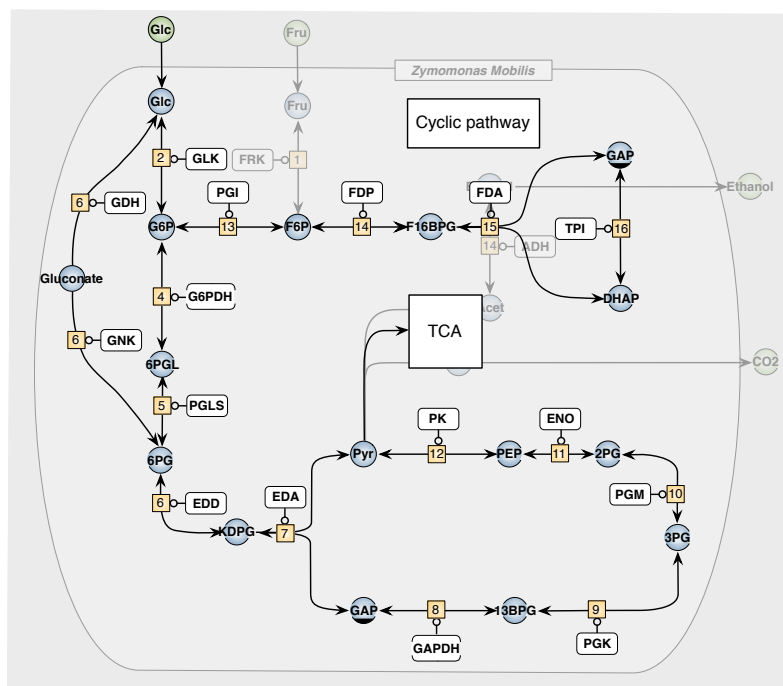 Glc
Fru
Zymomonas Mobilis
Glc
Fru
Cyclic pathway
2
GLK
FRK
1
GAP
Ethanol
6
GDH
PGI
FDP
FDA
G6P
13
F6P
14
F16BPG
15
TPI
16
14
ADH
Gluconate
4
G6PDH
DHAP
Acet
TCA
6
GNK
6PGL
CO2
5
PGLS
PK
ENO
6PG
Pyr
12
PEP
11
2PG
6
EDD
EDA
PGM
10
KDPG
7
3PG
GAP
8
13BPG
9
GAPDH
PGK